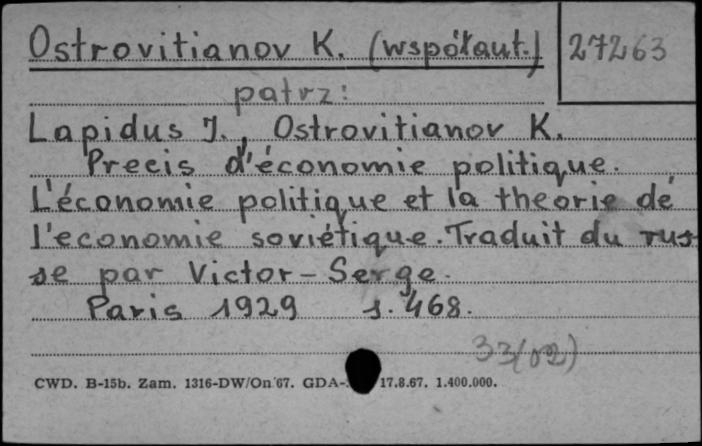 Ostrovitianov K. (współaut.) 27263
patrz:
Lapidus J., Ostrovitianov K.
Precis d'économie politique.
L'économie politique et la theorie de
l'economie soviétique. Traduit du rus-
se par Victor-Serge.
Paris 1929 s. 468.
33(02)
CWD. B-15b. Zam. 1316-DW/On 67. GDA- 17.8.67. 1.400.000.